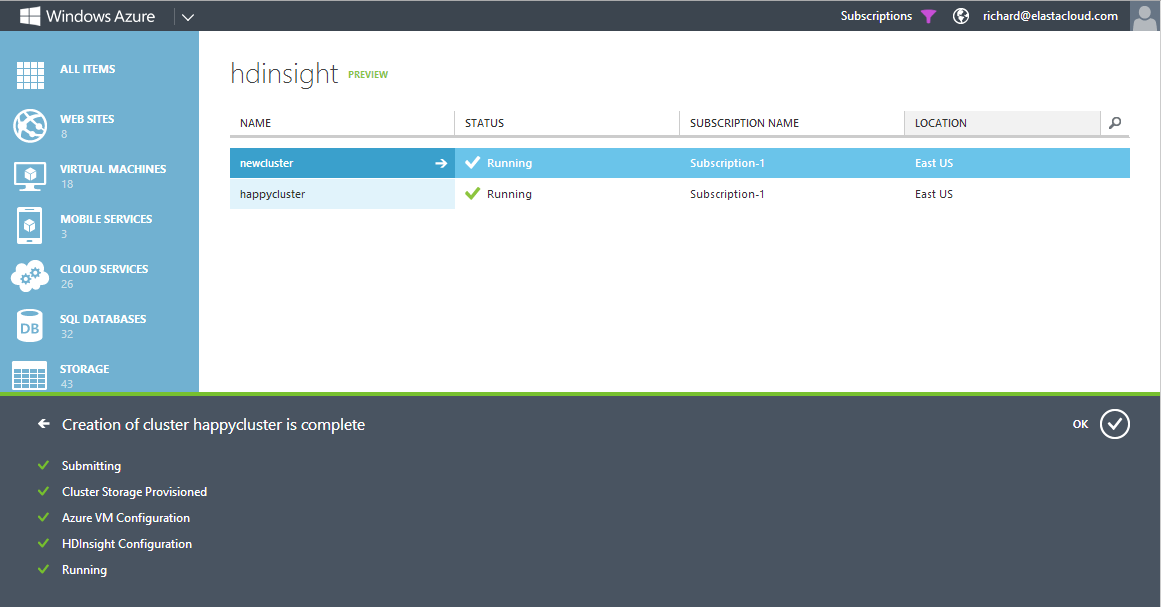 Windows Azure
Subscriptions richard@elastacloud.com
ALL ITEMS
WEB SITES
8
VIRTUAL MACHINES
18
MOBILE SERVICES
3
CLOUD SERVICES
26
DB
SQL DATABASES
32
STORAGE
43
hdinsight PREVIEW
NAME STATUS SUBSCRIPTION NAME LOCATION
newcluster Running Subscription-1 East US
happycluster Running Subscription-1 East US
Creation of cluster happycluster is complete OK
Submitting
Cluster Storage Provisioned
Azure VM Configuration
HDInsight Configuration
Running